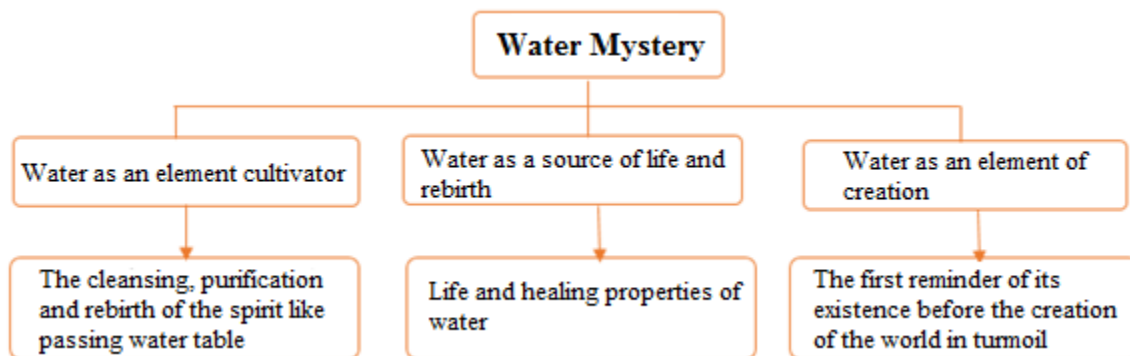 Water Mystery
Water as an element cultivator
Water as a source of life and
rebirth
Water as an element of
creation
The cleansing, purification
and rebirth of the spirit like
passing water table
Life and healing properties of
water
The first reminder of its
existence before the creation
of the world in turmoil